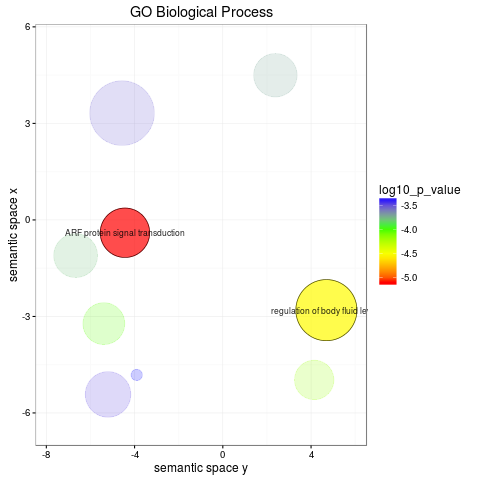 GO Biological Process
6
3
0
-3
-6
semantic space x
ARF protein signal transduction
regulation of body fluid le
-8
-4
0
4
semantic space y
log10_p_value
-3.5
-4.0
-4.5
-5.0